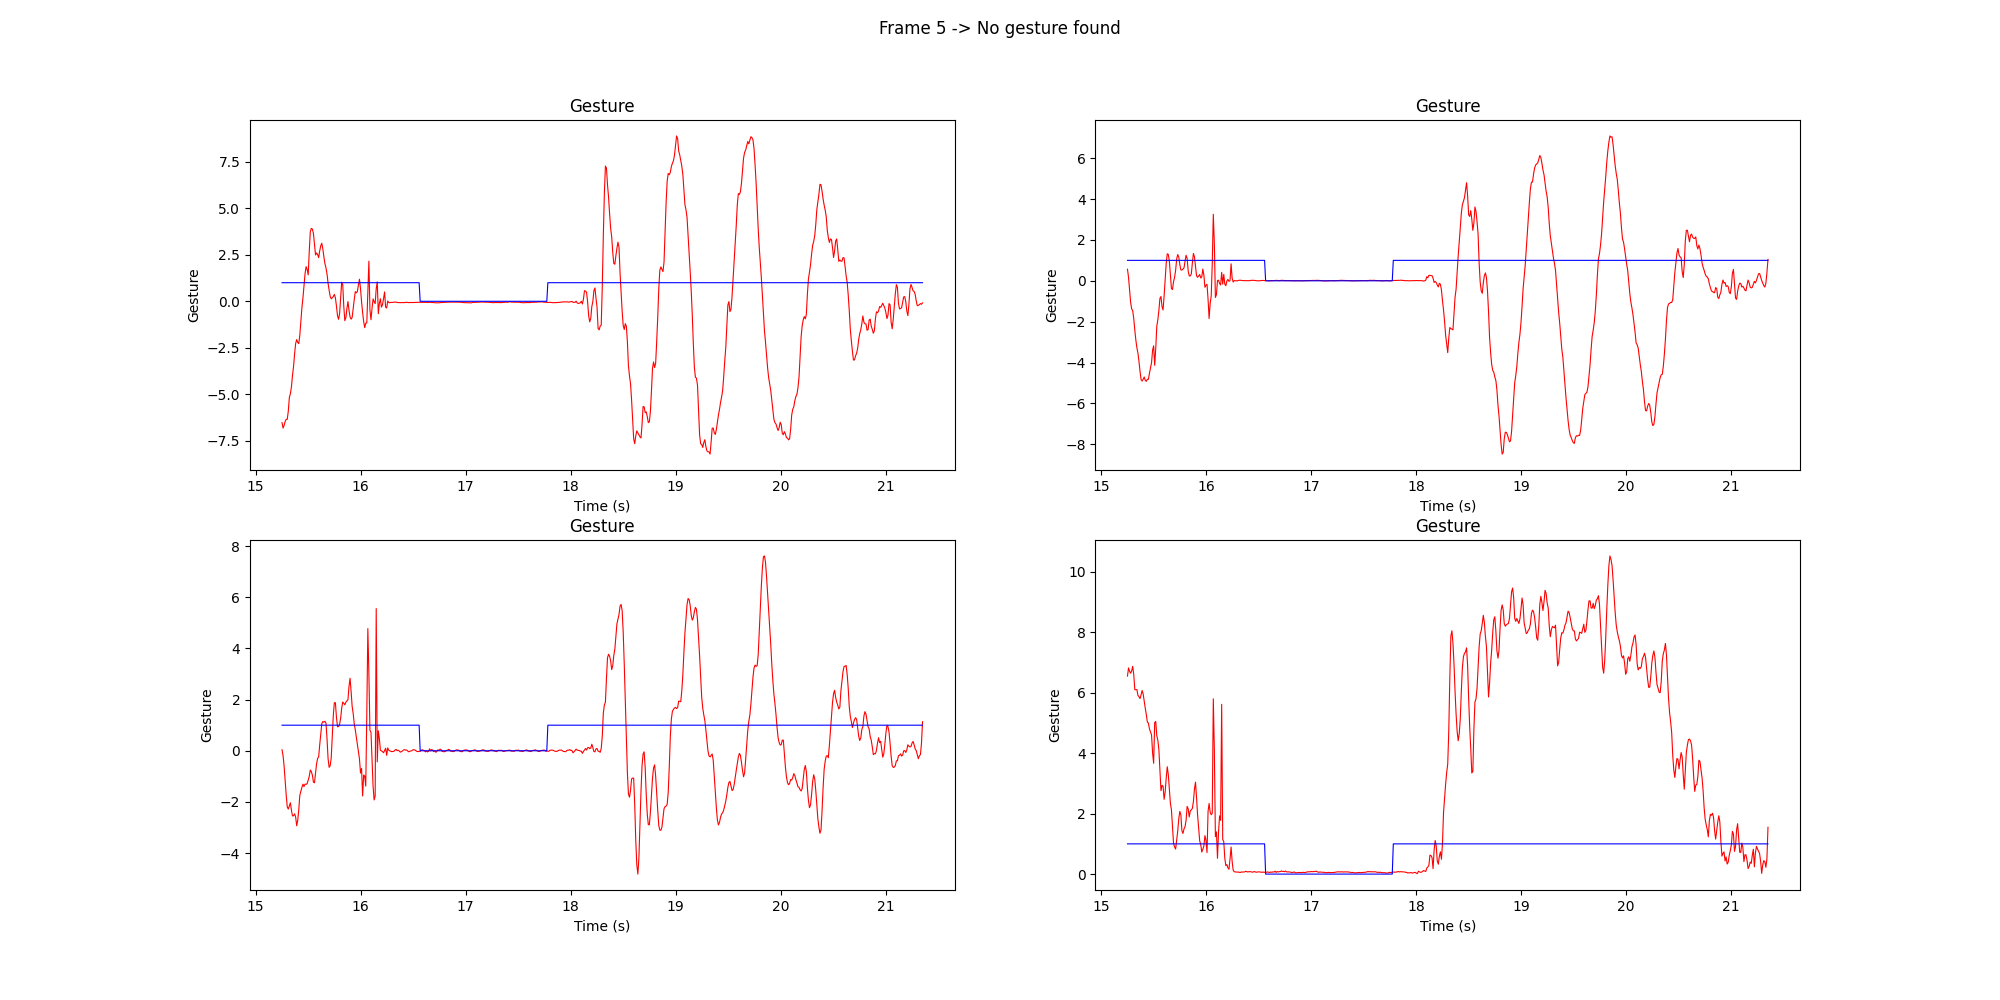 Frame 5 -> No gesture found
Gesture
Gesture
7.5
5.0
2.5
0.0
−2.5
−5.0
−7.5
Gesture
15 16 17 18 19 20 21
Time (s)
Gesture
6
4
2
0
−2
−4
−6
−8
Gesture
15 16 17 18 19 20 21
Time (s)
Gesture
8
6
4
2
0
−2
−4
Gesture
15 16 17 18 19 20 21
Time (s)
Gesture
10
8
6
4
2
0
Gesture
15 16 17 18 19 20 21
Time (s)